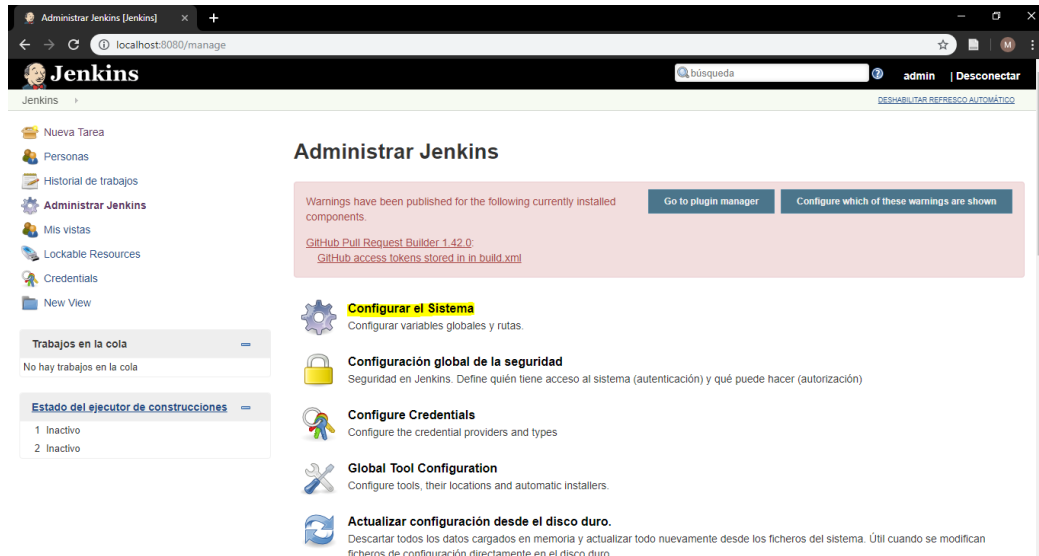 Administrar Jenkins [Jenkins]
localhost:8080/manage
M
Jenkins
búsqueda
admin | Desconectar
Jenkins
DESHABILITAR REFRESCO AUTOMÁTICO
Nueva Tarea
Personas
Historial de trabajos
Administrar Jenkins
Mis vistas
Lockable Resources
Credentials
New View
Trabajos en la cola
No hay trabajos en la cola
Estado del ejecutor de construcciones
1 Inactivo
2 Inactivo
Administrar Jenkins
Warnings have been published for the following currently installed
components.
Go to plugin manager
Configure which of these warnings are shown
GitHub Pull Request Builder 1.42.0:
GitHub access tokens stored in in build.xml
Configurar el Sistema
Configurar variables globales y rutas.
Configuración global de la seguridad
Seguridad en Jenkins. Define quién tiene acceso al sistema (autenticación) y qué puede hacer (autorización)
Configure Credentials
Configure the credential providers and types
Global Tool Configuration
Configure tools, their locations and automatic installers.
Actualizar configuración desde el disco duro.
Descartar todos los datos cargados en memoria y actualizar todo nuevamente desde los ficheros del sistema. Útil cuando se modifican
ficheros de configuración directamente en el disco duro.